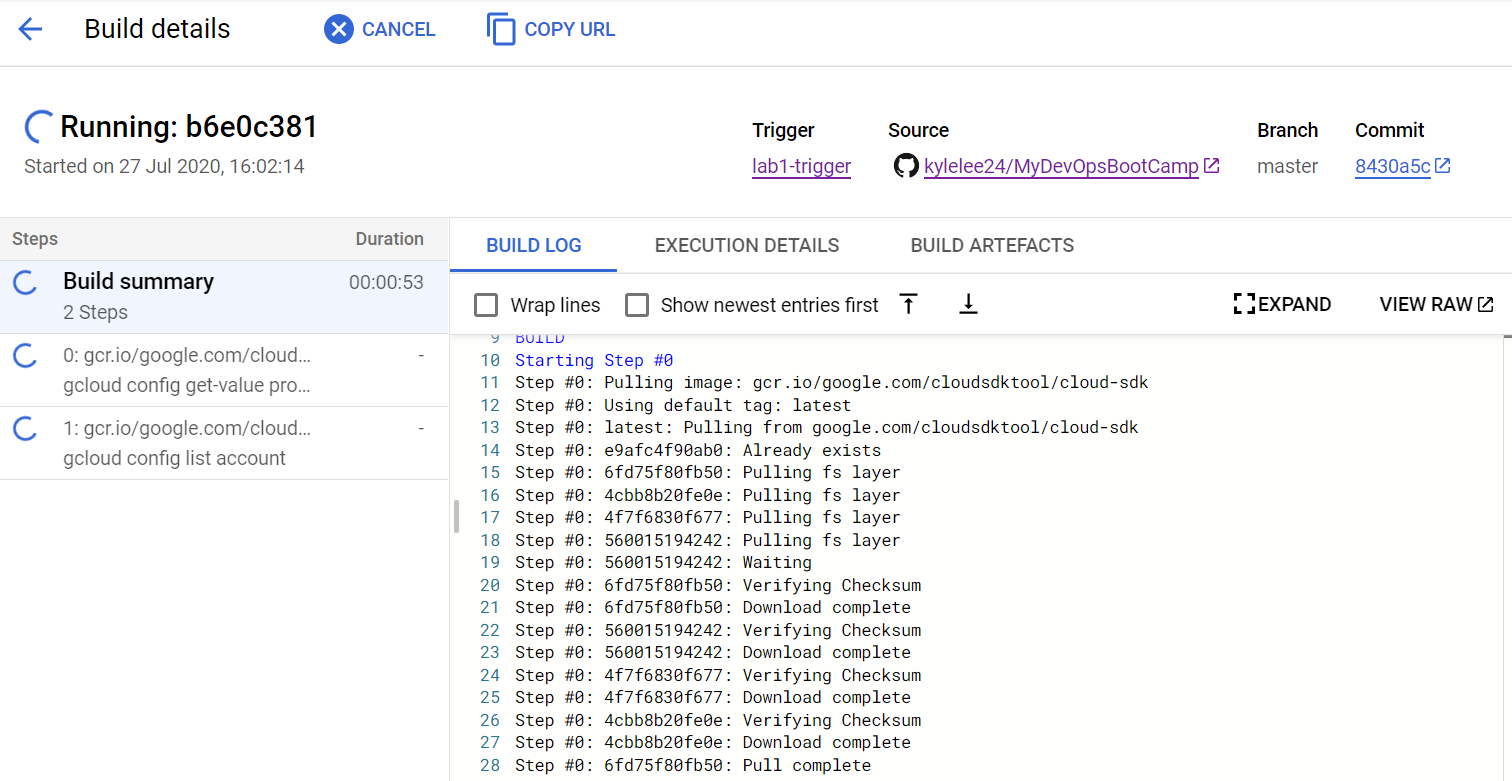 Build details
CANCEL
COPY URL
Running: b6e0c381
Started on 27 Jul 2020, 16:02:14
Trigger
lab1-trigger
Source
kylelee24/MyDevOpsBootCamp
Branch
master
Commit
8430a5c
Steps Duration
Build summary 00:00:53
2 Steps
0: gcr.io/google.com/cloud... -
gcloud config get-value pro...
1: gcr.io/google.com/cloud... -
gcloud config list account
BUILD LOG EXECUTION DETAILS BUILD ARTEFACTS
Wrap lines Show newest entries first EXPAND VIEW RAW
9 BUILD
10 Starting Step #0
11 Step #0: Pulling image: gcr.io/google.com/cloudsdktool/cloud-sdk
12 Step #0: Using default tag: latest
13 Step #0: latest: Pulling from google.com/cloudsdktool/cloud-sdk
14 Step #0: e9afc4f90ab0: Already exists
15 Step #0: 6fd75f80fb50: Pulling fs layer
16 Step #0: 4cbb8b20fe0e: Pulling fs layer
17 Step #0: 4f7f6830f677: Pulling fs layer
18 Step #0: 560015194242: Pulling fs layer
19 Step #0: 560015194242: Waiting
20 Step #0: 6fd75f80fb50: Verifying Checksum
21 Step #0: 6fd75f80fb50: Download complete
22 Step #0: 560015194242: Verifying Checksum
23 Step #0: 560015194242: Download complete
24 Step #0: 4f7f6830f677: Verifying Checksum
25 Step #0: 4f7f6830f677: Download complete
26 Step #0: 4cbb8b20fe0e: Verifying Checksum
27 Step #0: 4cbb8b20fe0e: Download complete
28 Step #0: 6fd75f80fb50: Pull complete